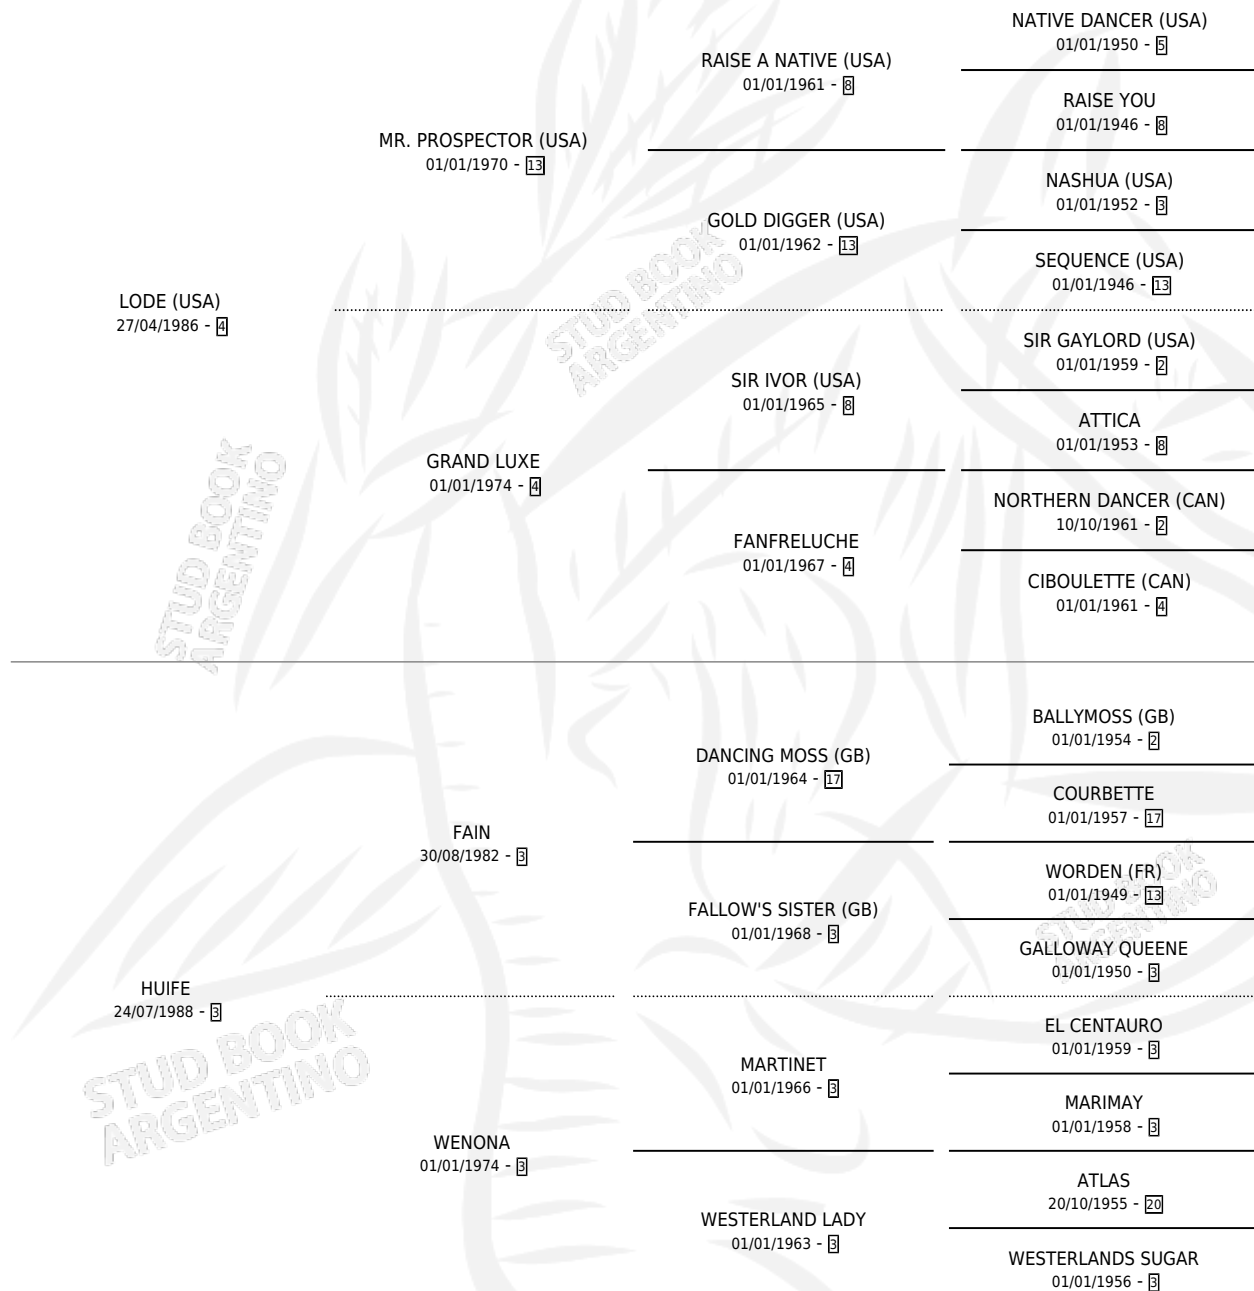 NATIVE DANCER (USA)
01/01/1950 - 5
RAISE A NATIVE (USA)
01/01/1961 - 8
RAISE YOU
01/01/1946 - 8
MR. PROSPECTOR (USA)
01/01/1970 - 13
NASHUA (USA)
01/01/1952 - 3
GOLD DIGGER (USA)
01/01/1962 - 13
SEQUENCE (USA)
01/01/1946 - 13
LODE (USA)
27/04/1986 - 4
STUD BOOK
ARGENTINO
SIR GAYLORD (USA)
01/01/1959 - 2
SIR IVOR (USA)
01/01/1965 - 8
ATTICA
01/01/1953 - 8
GRAND LUXE
01/01/1974 - 4
NORTHERN DANCER (CAN)
10/10/1961 - 2
FANFRELUCHE
01/01/1967 - 4
CIBOULETTE (CAN)
01/01/1961 - 4
STUD BOOK
ARGENTINO
BALLYMOSS (GB)
01/01/1954 - 2
DANCING MOSS (GB)
01/01/1964 - 17
COURBETTE
01/01/1957 - 17
FAIN
30/08/1982 - 3
WORDEN (FR)
01/01/1949 - 13
FALLOW'S SISTER (GB)
01/01/1968 - 3
STUD BOOK
ARGENTINO
GALLOWAY QUEENE
01/01/1950 - 3
HUIFE
24/07/1988 - 3
EL CENTAURO
01/01/1959 - 3
STUD BOOK
ARGENTINO
MARTINET
01/01/1966 - 3
MARIMAY
01/01/1958 - 3
WENONA
01/01/1974 - 3
ATLAS
20/10/1955 - 20
WESTERLAND LADY
01/01/1963 - 3
WESTERLANDS SUGAR
01/01/1956 - 3